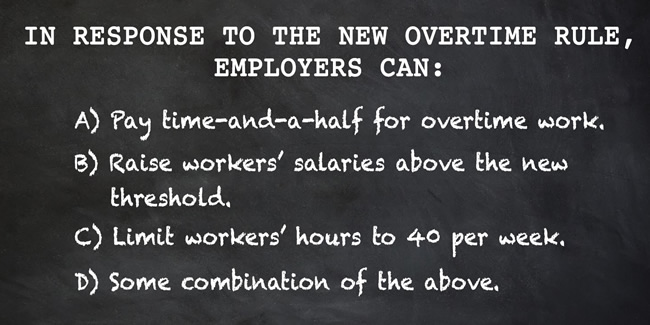 IN RESPONSE TO THE NEW OVERTIME RULE,
EMPLOYERS CAN:
A) Pay time-and-a-half for overtime work.
B) Raise workers' salaries above the new
threshold.
C) Limit workers' hours to 40 per week.
D) Some combination of the above.